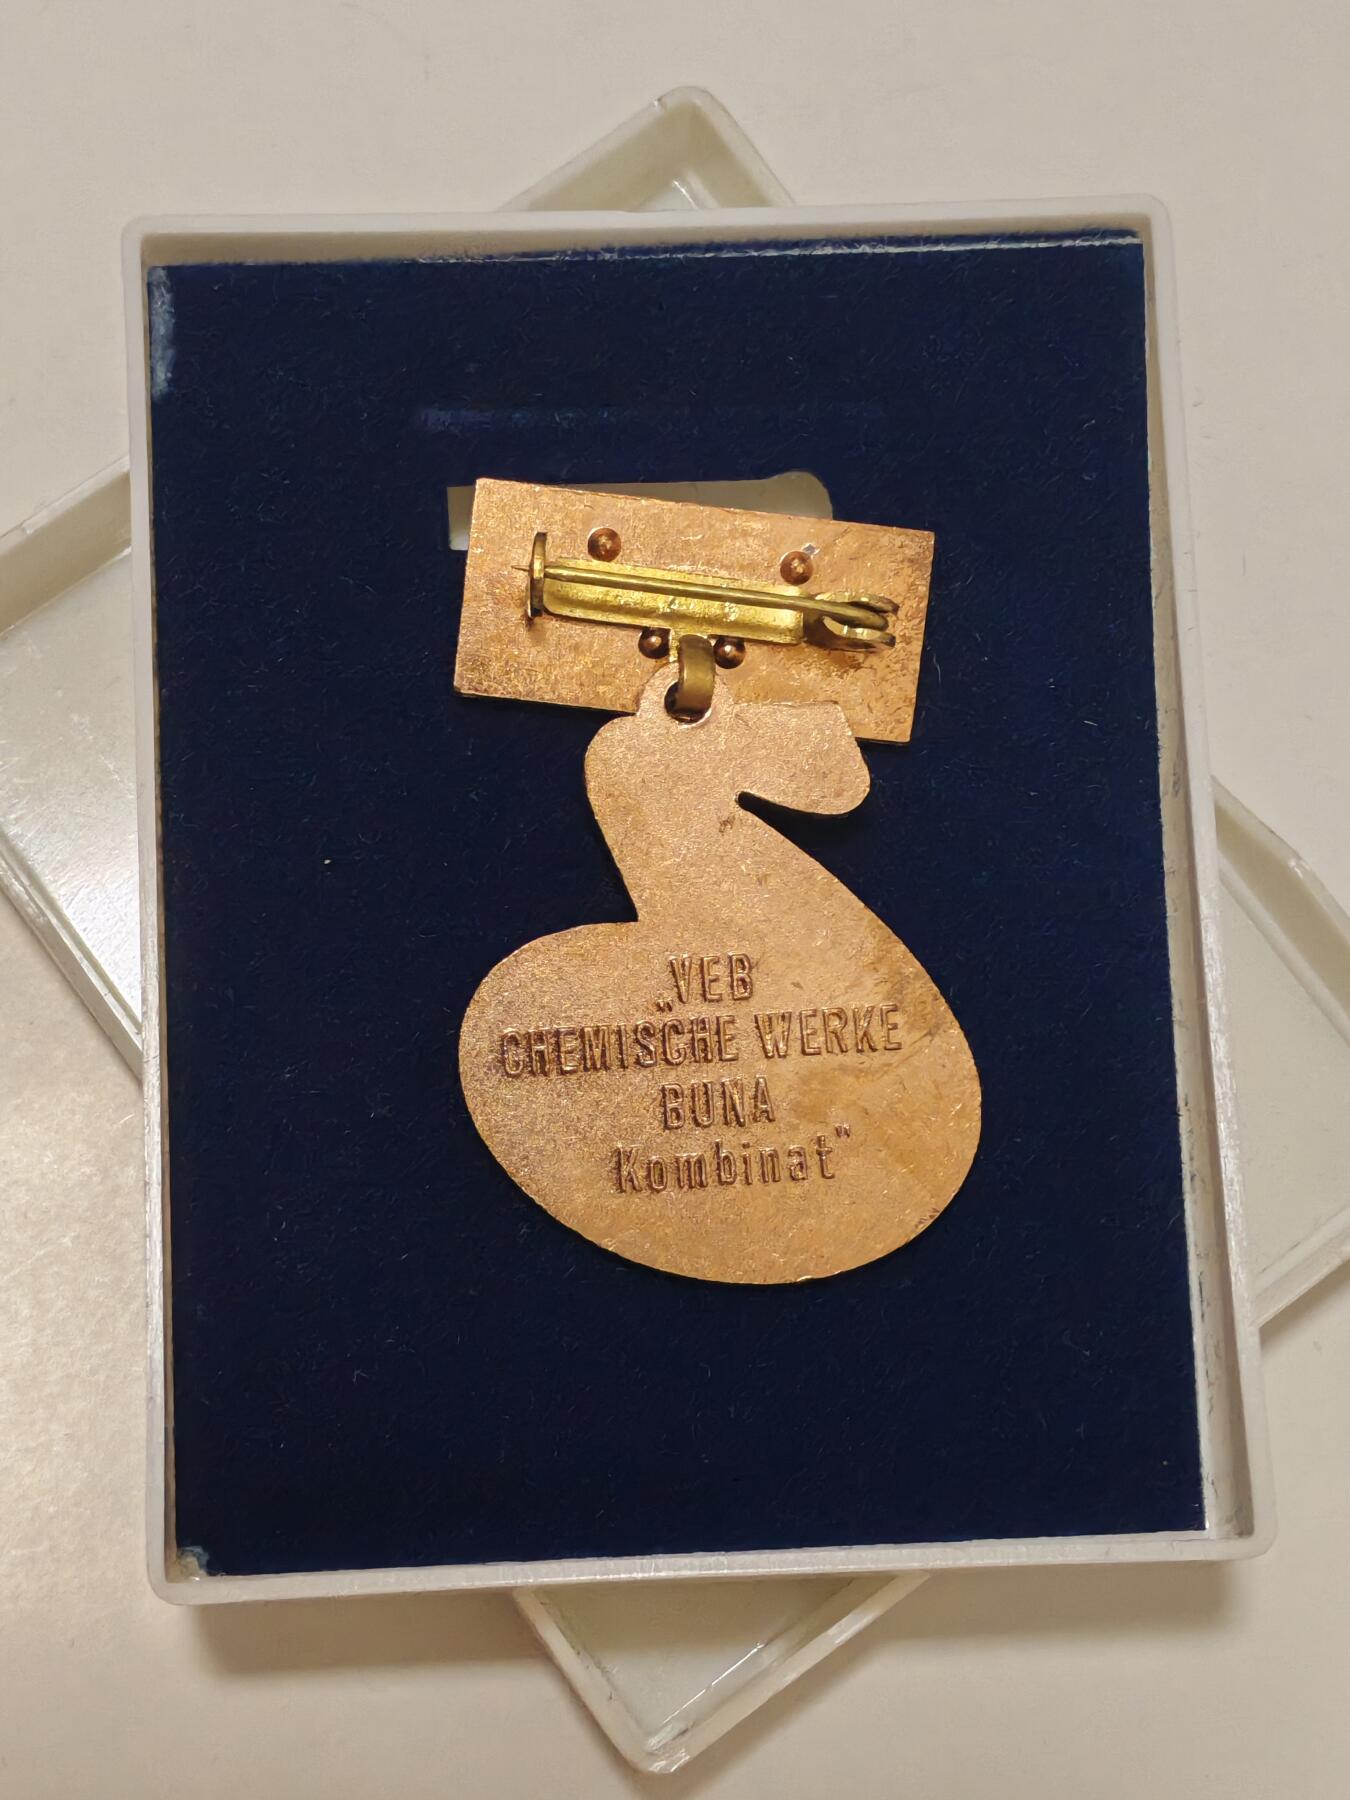 "VEB
CHEMISCHE WERKE
BUNA
Kombinat"